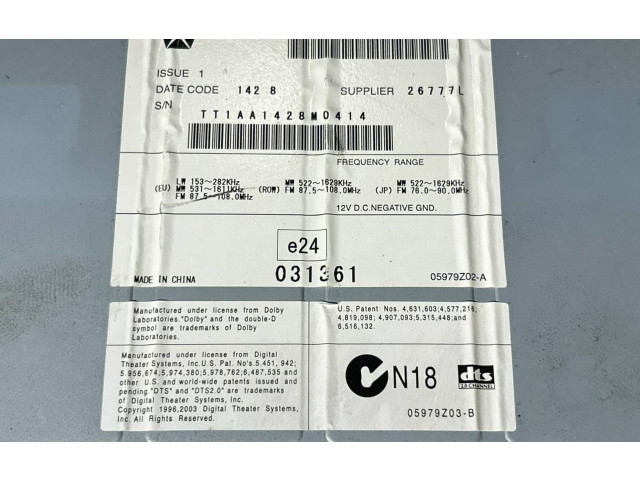 ISSUE 1
DATE CODE 1428 SUPPLIER 26777L
S/N
TT1AA1428M0414
FREQUENCY RANGE
LW 153~282KHz
(EU) MW 531~1611KHz (ROW) MW 522~1629KHz (JP) MW 522~1629KHz
FM 87.5~108.0MHz FM 87.5~108.0MHz FM 76.0~90.0MHz
12V D.C.NEGATIVE GND.
e24
031361
MADE IN CHINA 05979Z02-A
Manufactured under license from Dolby
Laboratories. "Dolby" and the double-D
symbol are trademarks of Dolby
Laboratories.
U.S. Patent Nos. 4,631,603;4,577,216;
4,819,098; 4,907,093;5,315,448;and
6,516,132.
Manufactured under license from Digital
Theater Systems, Inc.U.S. Pat. No's.5,451, 942;
5,956,674;5,974,380;5,978,762;6,487,535 and
other U.S. and world-wide patents issued and
pending."DTS" and "DTS2.0" are trademarks
of Digital Theater Systems, Inc.
Copyright 1996,2003 Digital Theater Systems,
Inc. All Rights Reserved.
N18
dts
2.0 CHANNEL
05979Z03-B